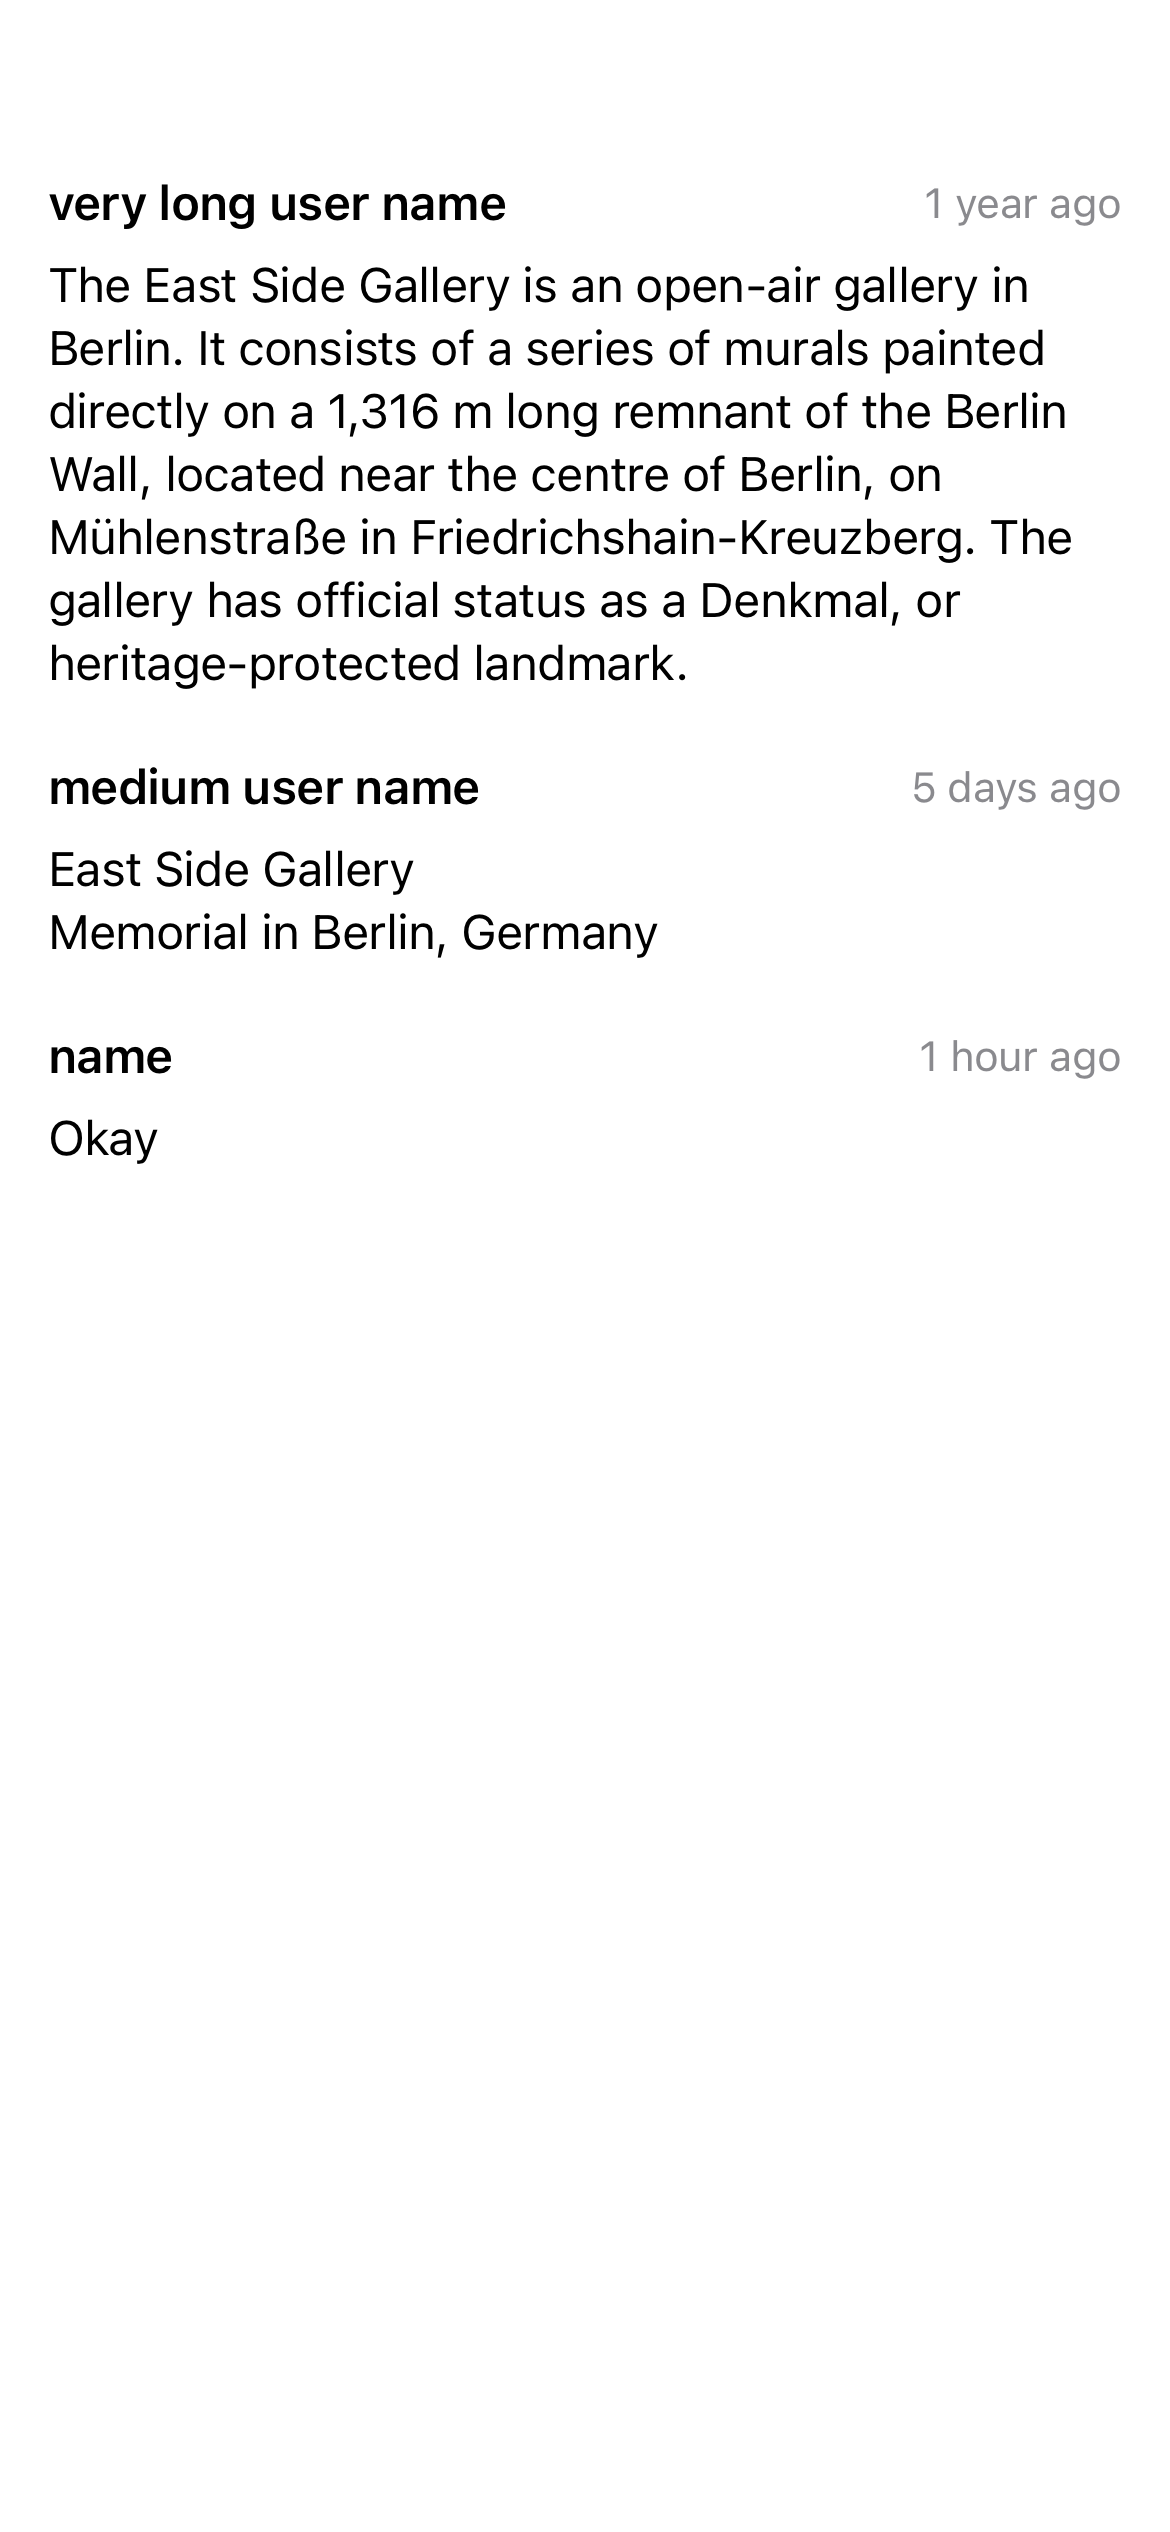 very long user name 1 year ago
The East Side Gallery is an open-air gallery in
Berlin. It consists of a series of murals painted
directly on a 1,316 m long remnant of the Berlin
Wall, located near the centre of Berlin, on
Mühlenstraße in Friedrichshain-Kreuzberg. The
gallery has official status as a Denkmal, or
heritage-protected landmark.
medium user name 5 days ago
East Side Gallery
Memorial in Berlin, Germany
name 1 hour ago
Okay